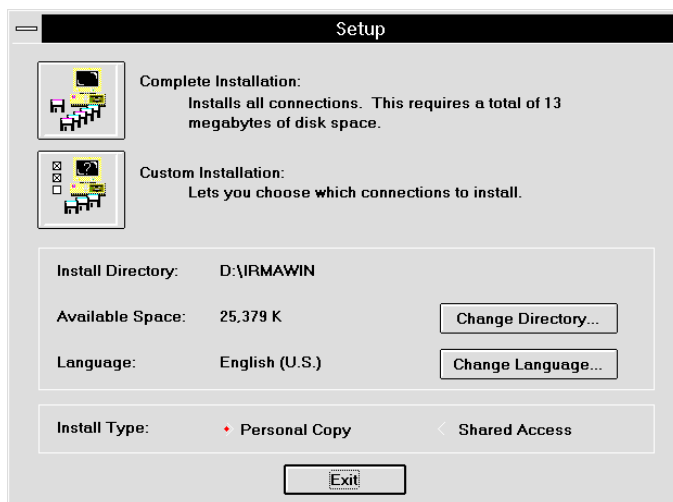 Setup
Complete Installation:
Installs all connections. This requires a total of 13
megabytes of disk space.
?
Custom Installation:
Lets you choose which connections to install.
Install Directory: D:\IRMAWIN
Available Space: 25,379 K Change Directory...
Language: English (U.S.) Change Language...
Install Type: Personal Copy Shared Access
Exit